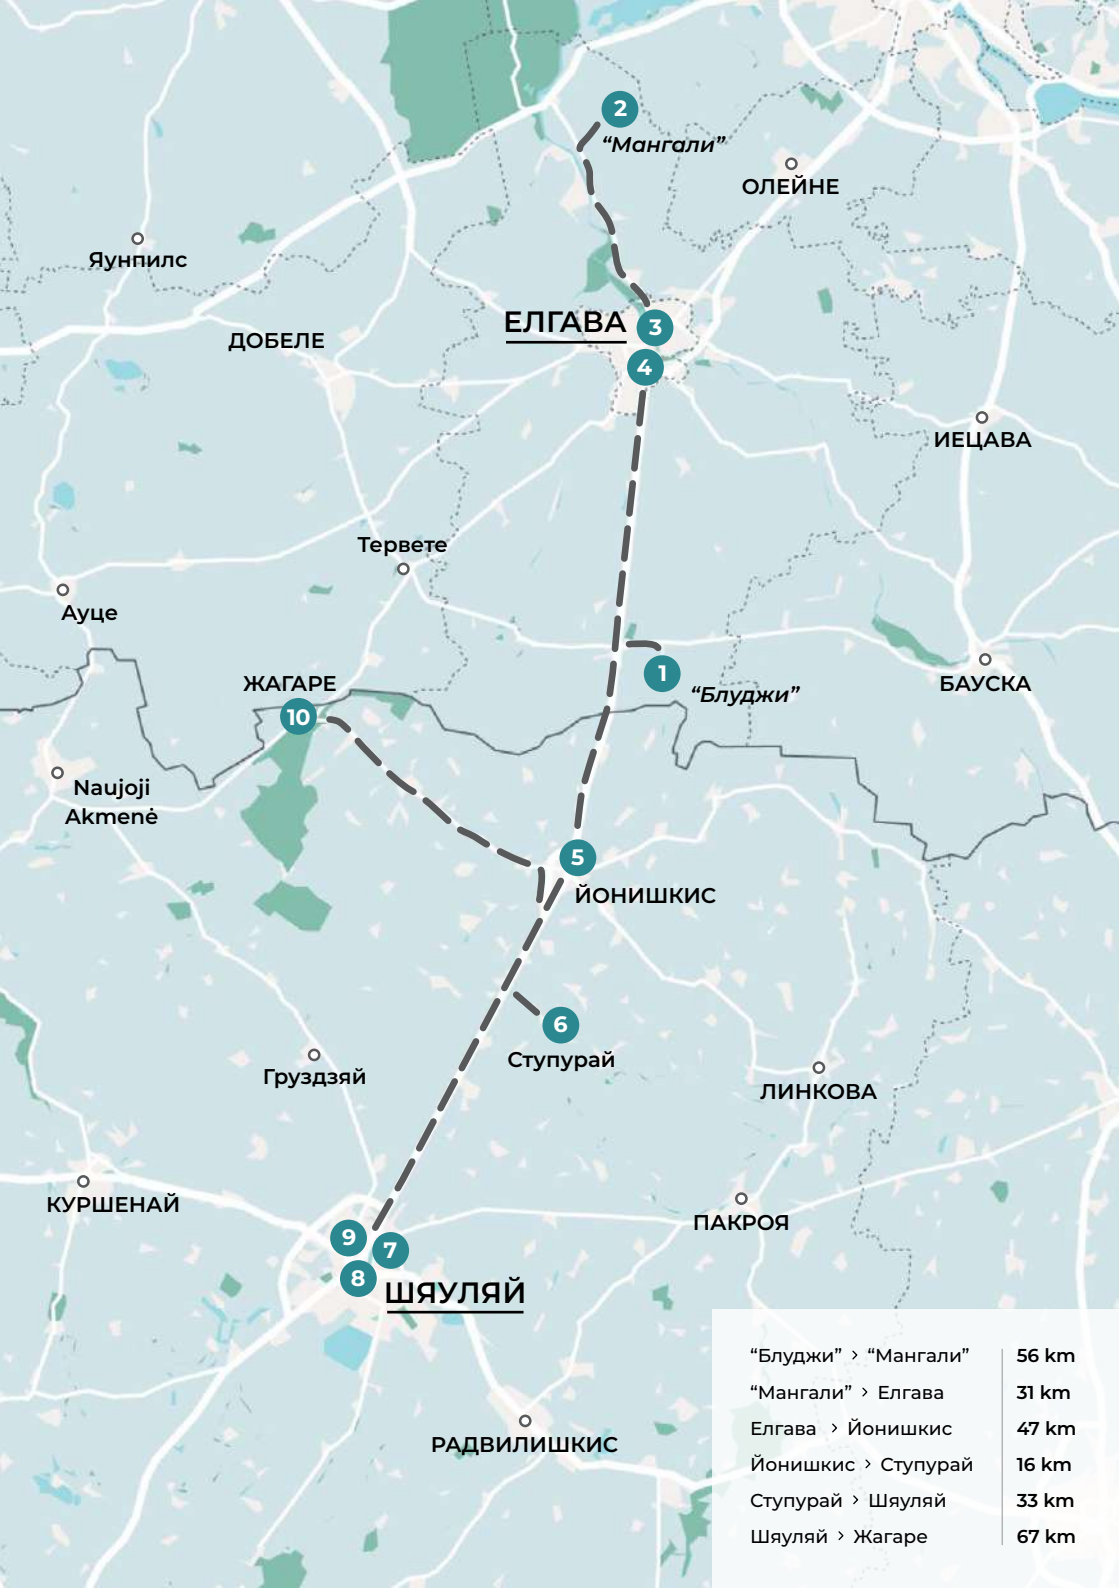 2
“Мангали”
ОЛЕЙНЕ
Яунпилс
ЕЛГАВА
3
ДОБЕЛЕ
4
ИЕЦАВА
Тервете
Ауце
ЖАГАРЕ
1
БАУСКА
“Блуджи”
10
Naujoji
Akmenė
5
ЙОНИШКИС
6
Ступурай
Груздзяй
ЛИНКОВА
КУРШЕНАЙ
ПАКРОЯ
9
7
8
ШЯУЛЯЙ
РАДВИЛИШКИС
“Блуджи” › “Мангали” 56 km
“Мангали” › Елгава 31 km
Елгава › Йонишкис 47 km
Йонишкис › Ступурай 16 km
Ступурай › Шяуляй 33 km
Шяуляй › Жагаре 67 km